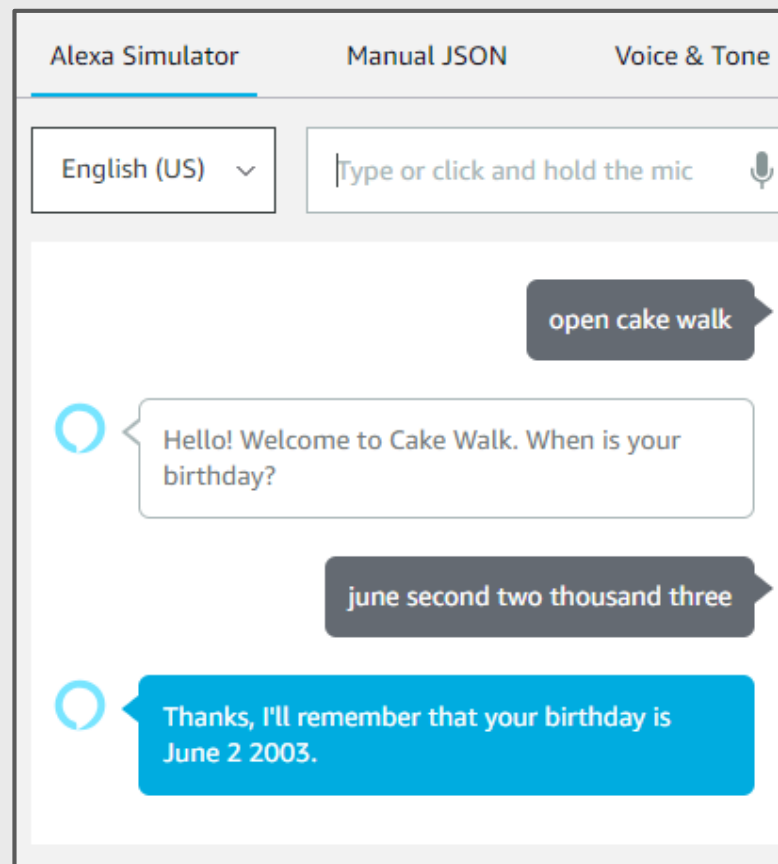 Alexa Simulator Manual JSON Voice & Tone
English (US) Type or click and hold the mic
open cake walk
Hello! Welcome to Cake Walk. When is your
birthday?
june second two thousand three
Thanks, I'll remember that your birthday is
June 2 2003.